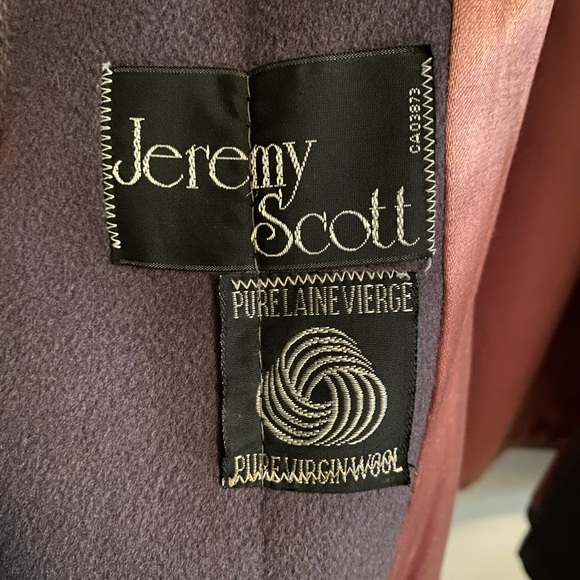 Jeremy
Scott
CA03873
PURE LAINE VIERGE
PURE VIRGIN WOOL